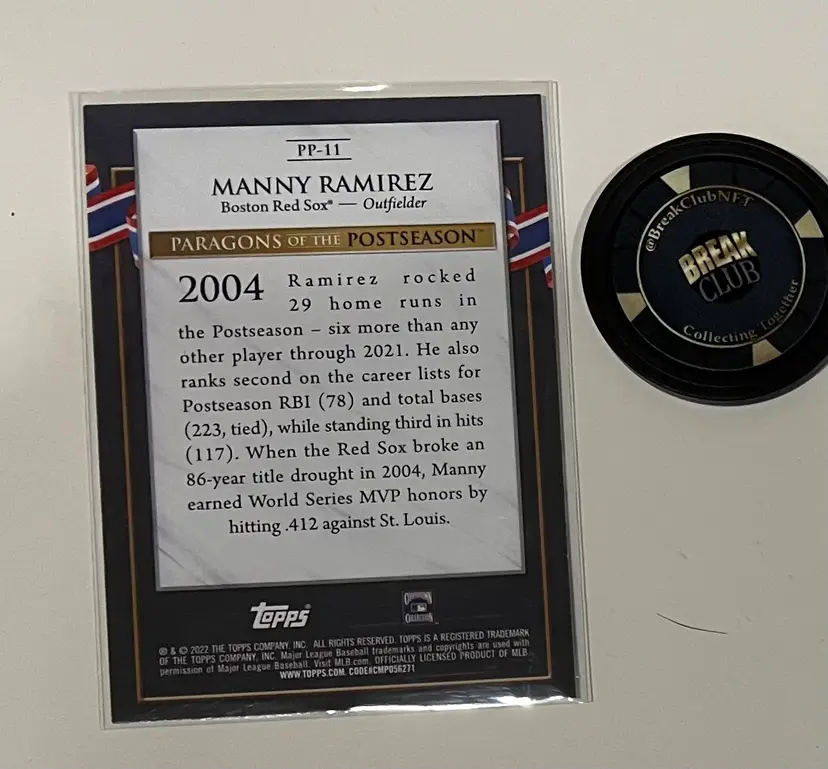 PP-11
MANNY RAMIREZ
Boston Red Sox® — Outfielder
PARAGONS OF THE POSTSEASON™
2004 Ramirez rocked
29 home runs in
the Postseason – six more than any
other player through 2021. He also
ranks second on the career lists for
Postseason RBI (78) and total bases
(223, tied), while standing third in hits
(117). When the Red Sox broke an
86-year title drought in 2004, Manny
earned World Series MVP honors by
hitting .412 against St. Louis.
Topps®
® & © 2022 THE TOPPS COMPANY, INC. ALL RIGHTS RESERVED. TOPPS IS A REGISTERED TRADEMARK
OF THE TOPPS COMPANY, INC. Major League Baseball trademarks and copyrights are used with
permission of Major League Baseball. Visit MLB.com. OFFICIALLY LICENSED PRODUCT OF MLB.
WWW.TOPPS.COM. CODE#CMP056271
@BreakClubNFT
BREAK
CLUB
Collecting Together